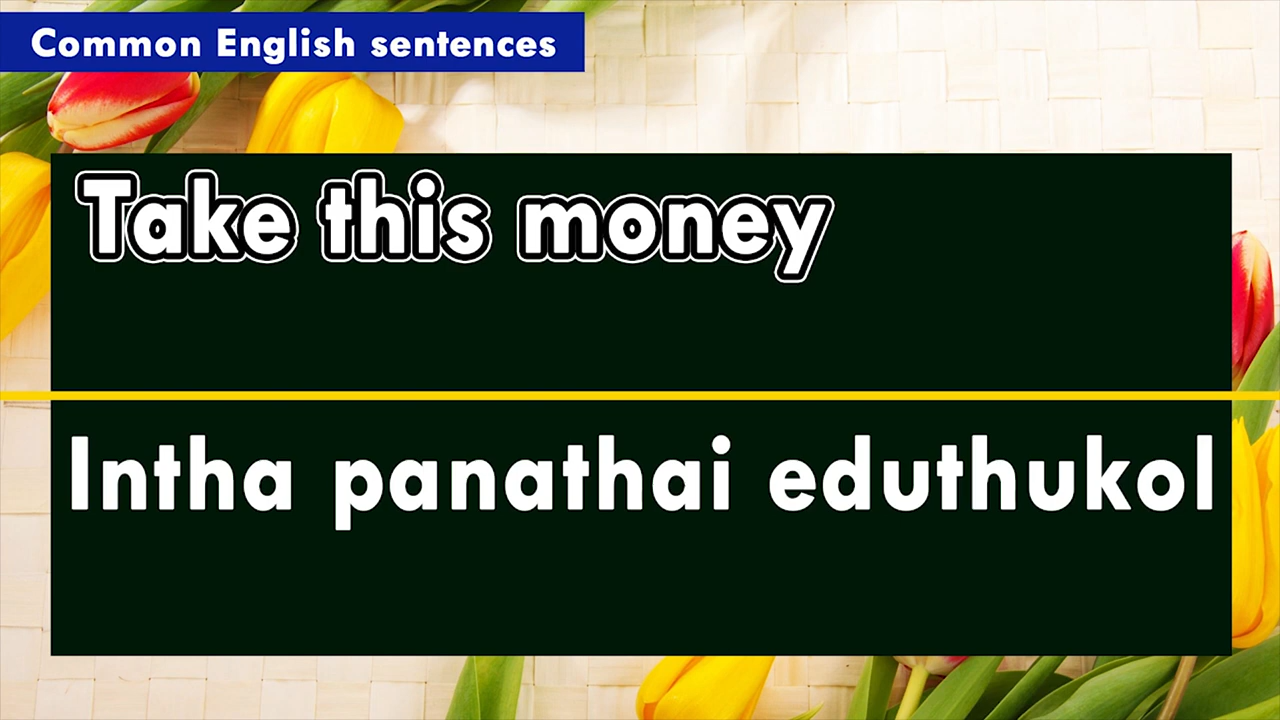 Common English sentences
Take this money
Intha panathai eduthukol